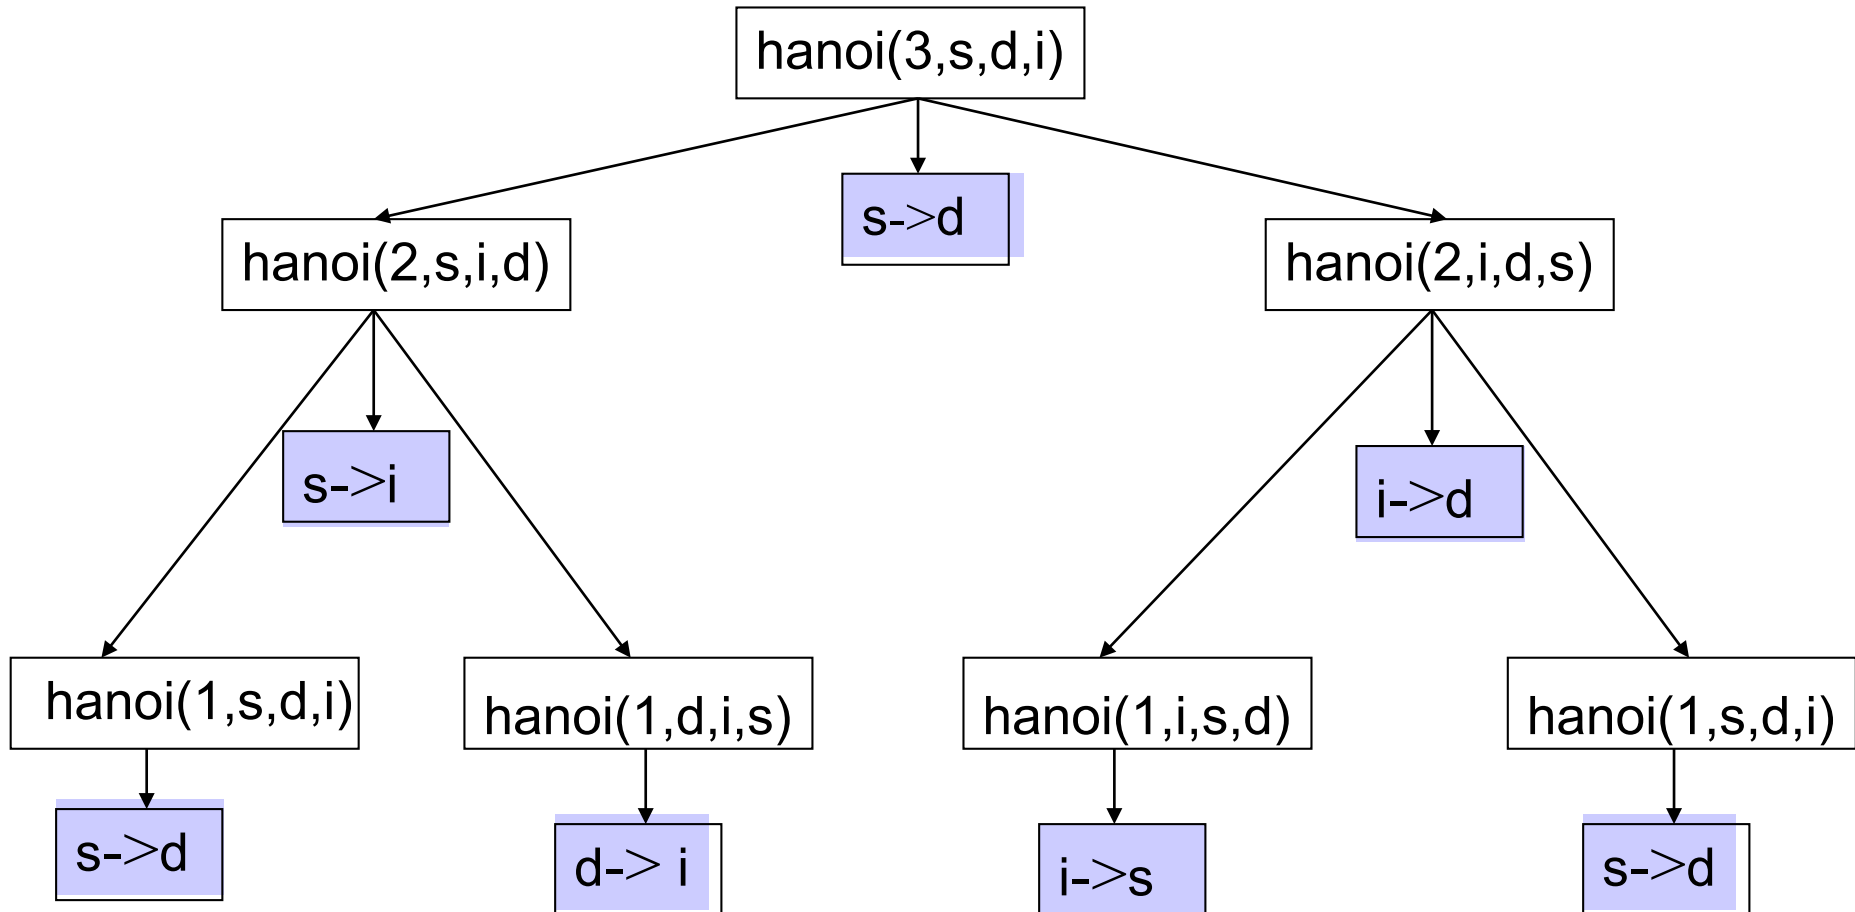 hanoi(3,s,d,i)
s->d
hanoi(2,s,i,d)
hanoi(2,i,d,s)
s->i
i->d
hanoi(1,s,d,i)
hanoi(1,d,i,s)
hanoi(1,i,s,d)
hanoi(1,s,d,i)
s->d
d-> i
i->s
s->d